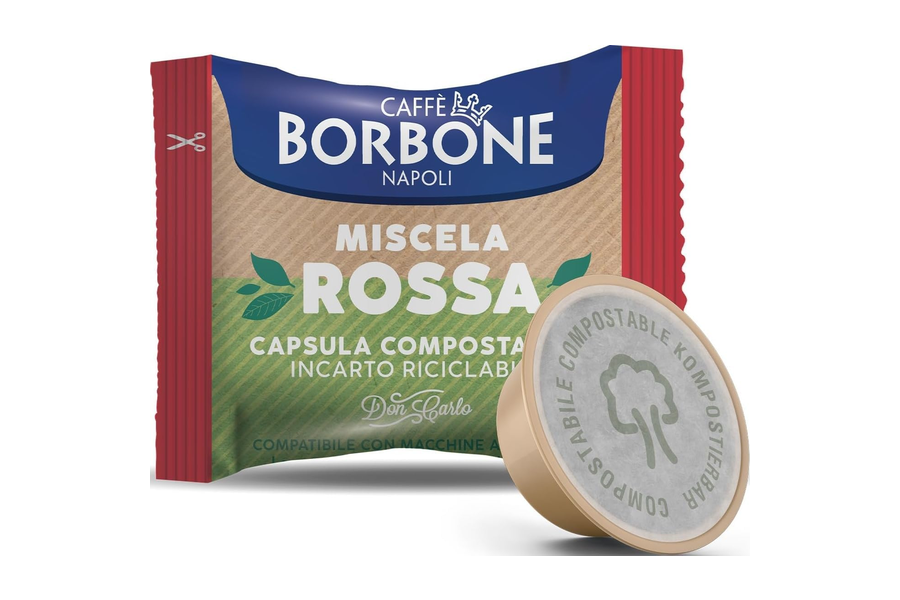 CAFFÈ
BORBONE
NAPOLI
MISCELA
ROSSA
CAPSULA COMPOSTA
INCARTO RICICLABI
Don Carlo
COMPATIBILE CON MACCHINE A
COMPOSTABILE COMPOSTABLE KOMPOSTIERBAR